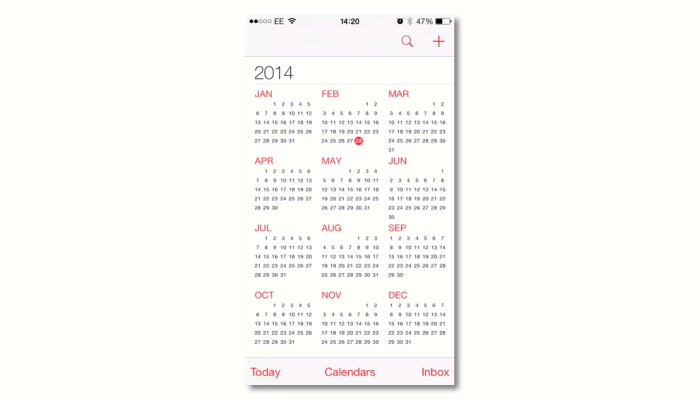 EE 14:20 47%
2014
JAN
1 2 3 4 5
6 7 8 9 10 11 12
13 14 15 16 17 18 19
20 21 22 23 24 25 26
27 28 29 30 31
FEB
1 2
3 4 5 6 7 8 9
10 11 12 13 14 15 16
17 18 19 20 21 22 23
24 25 26 27 28
MAR
1 2
3 4 5 6 7 8 9
10 11 12 13 14 15 16
17 18 19 20 21 22 23
24 25 26 27 28 29 30
31
APR
1 2 3 4 5 6
7 8 9 10 11 12 13
14 15 16 17 18 19 20
21 22 23 24 25 26 27
28 29 30
MAY
1 2 3 4
5 6 7 8 9 10 11
12 13 14 15 16 17 18
19 20 21 22 23 24 25
26 27 28 29 30 31
JUN
1
2 3 4 5 6 7 8
9 10 11 12 13 14 15
16 17 18 19 20 21 22
23 24 25 26 27 28 29
30
JUL
1 2 3 4 5 6
7 8 9 10 11 12 13
14 15 16 17 18 19 20
21 22 23 24 25 26 27
28 29 30 31
AUG
1 2 3
4 5 6 7 8 9 10
11 12 13 14 15 16 17
18 19 20 21 22 23 24
25 26 27 28 29 30 31
SEP
1 2 3 4 5 6 7
8 9 10 11 12 13 14
15 16 17 18 19 20 21
22 23 24 25 26 27 28
29 30
OCT
1 2 3 4 5
6 7 8 9 10 11 12
13 14 15 16 17 18 19
20 21 22 23 24 25 26
27 28 29 30 31
NOV
1 2
3 4 5 6 7 8 9
10 11 12 13 14 15 16
17 18 19 20 21 22 23
24 25 26 27 28 29 30
DEC
1 2 3 4 5 6 7
8 9 10 11 12 13 14
15 16 17 18 19 20 21
22 23 24 25 26 27 28
29 30 31
Today Calendars Inbox